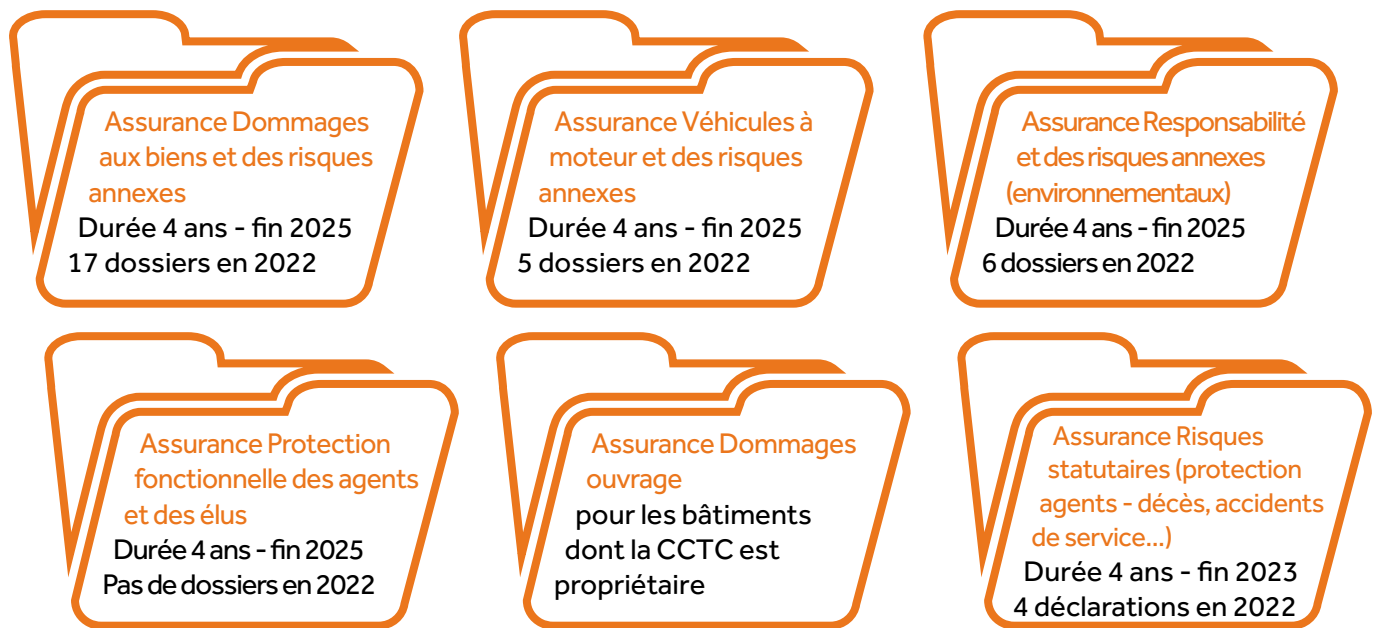 Assurance Dommages
aux biens et des risques
annexes
Durée 4 ans - fin 2025
17 dossiers en 2022
Assurance Véhicules à
moteur et des risques
annexes
Durée 4 ans - fin 2025
5 dossiers en 2022
Assurance Responsabilité
et des risques annexes
(environnementaux)
Durée 4 ans - fin 2025
6 dossiers en 2022
Assurance Protection
fonctionnelle des agents
et des élus
Durée 4 ans - fin 2025
Pas de dossiers en 2022
Assurance Dommages
ouvrage
pour les bâtiments
dont la CCTC est
propriétaire
Assurance Risques
statutaires (protection
agents - décès, accidents
de service...)
Durée 4 ans - fin 2023
4 déclarations en 2022